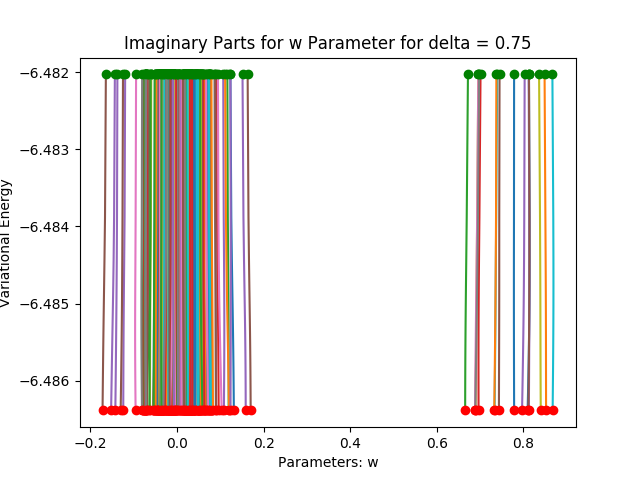 Imaginary Parts for w Parameter for delta = 0.75
Variational Energy
−6.482
−6.483
−6.484
−6.485
−6.486
−0.2 0.0 0.2 0.4 0.6 0.8
Parameters: w